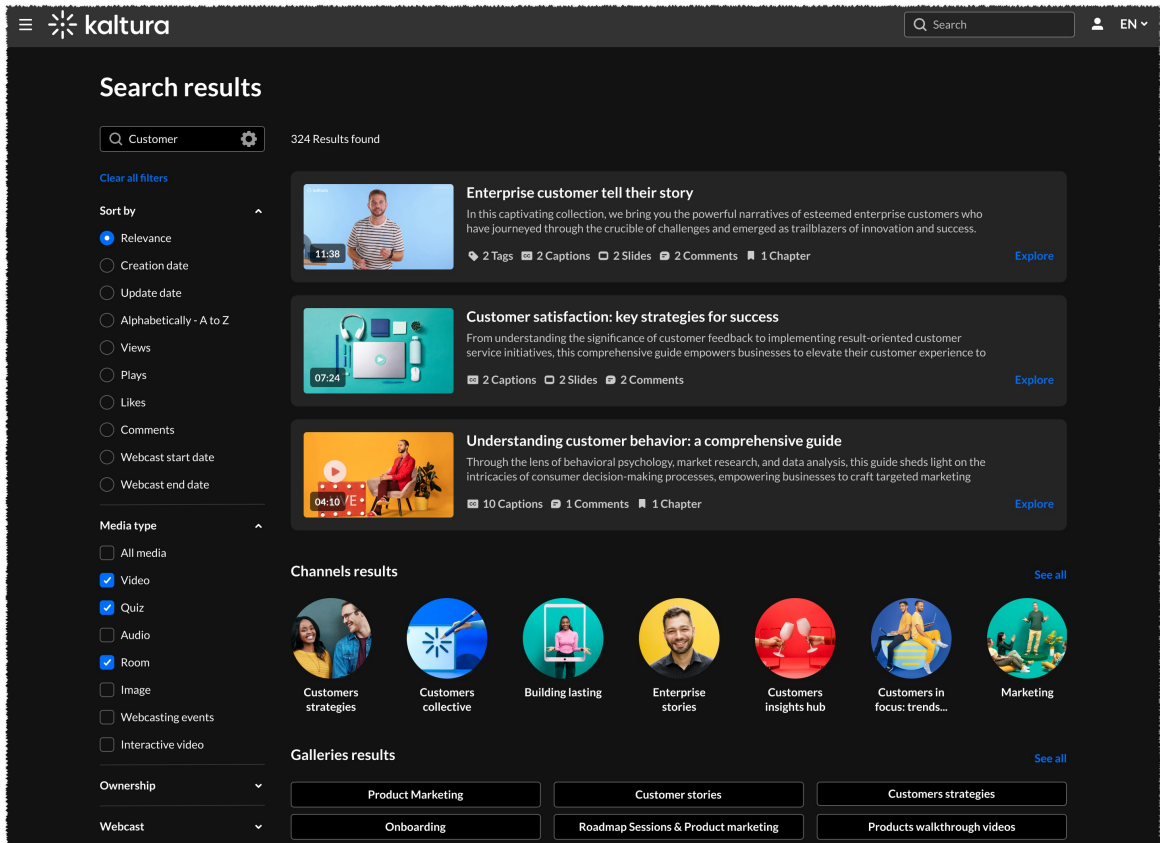 kaltura
Search
EN
Search results
Customer
324 Results found
Clear all filters
Sort by
Relevance
Creation date
Update date
Alphabetically - A to Z
Views
Plays
Likes
Comments
Webcast start date
Webcast end date
Media type
All media
Video
Quiz
Audio
Room
Image
Webcasting events
Interactive video
Ownership
Webcast
11:38
Enterprise customer tell their story
In this captivating collection, we bring you the powerful narratives of esteemed enterprise customers who
have journeyed through the crucible of challenges and emerged as trailblazers of innovation and success.
2 Tags 2 Captions 2 Slides 2 Comments 1 Chapter
Explore
07:24
Customer satisfaction: key strategies for success
From understanding the significance of customer feedback to implementing result-oriented customer
service initiatives, this comprehensive guide empowers businesses to elevate their customer experience to
2 Captions 2 Slides 2 Comments
Explore
04:10
Understanding customer behavior: a comprehensive guide
Through the lens of behavioral psychology, market research, and data analysis, this guide sheds light on the
intricacies of consumer decision-making processes, empowering businesses to craft targeted marketing
10 Captions 1 Comments 1 Chapter
Explore
Channels results
See all
Customers
strategies
Customers
collective
Building lasting
Enterprise
stories
Customers
insights hub
Customers in
focus: trends...
Marketing
Galleries results
See all
Product Marketing
Customer stories
Customers strategies
Onboarding
Roadmap Sessions & Product marketing
Products walkthrough videos